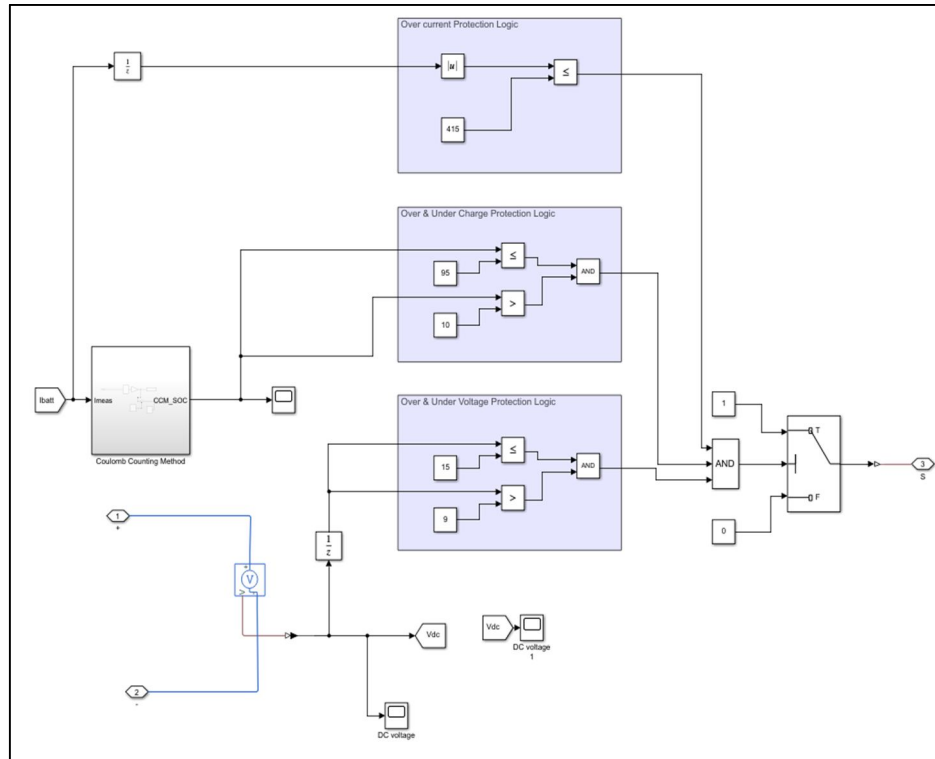 Over current Protection Logic
1
z
|u|
≤
415
Over & Under Charge Protection Logic
≤
95
AND
>
10
Ibatt
Imeas
CCM_SOC
Coulomb Counting Method
Over & Under Voltage Protection Logic
≤
15
AND
>
9
1
z
1
AND
T
F
0
3
S
1
+
+
V
-
2
-
Vdc
Vdc
DC voltage
1
DC voltage